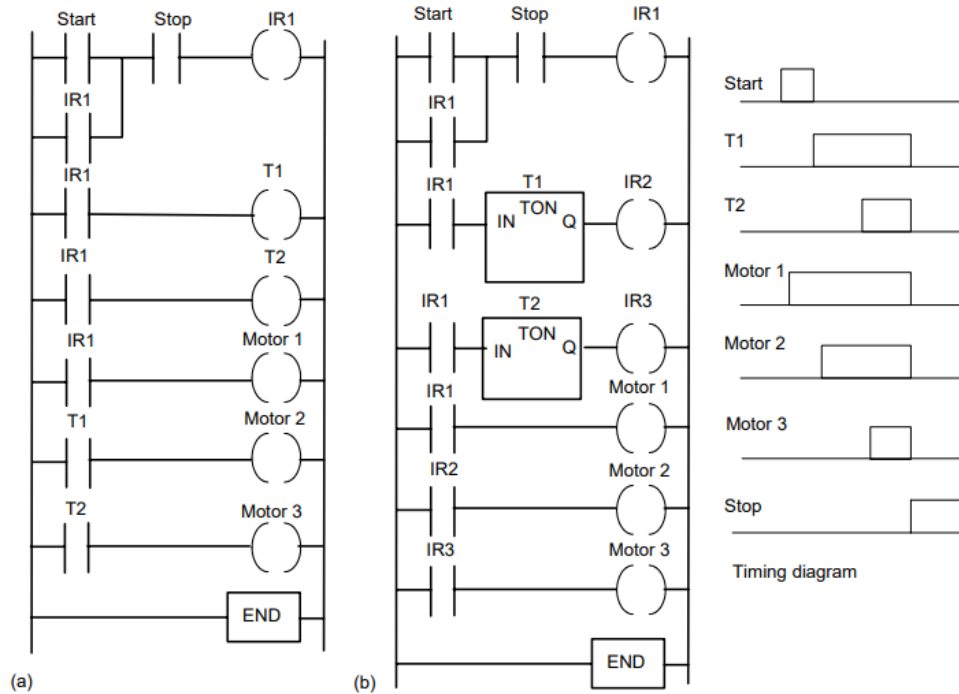 Start Stop IR1
IR1
IR1 T1
IR1 T2
IR1 Motor 1
T1 Motor 2
T2 Motor 3
END
(a)
Start Stop IR1
IR1
IR1 T1 IR2
TON
IN Q
IR1 T2 IR3
TON
IN Q
IR1 Motor 1
IR2 Motor 2
IR3 Motor 3
END
(b)
Start
T1
T2
Motor 1
Motor 2
Motor 3
Stop
Timing diagram